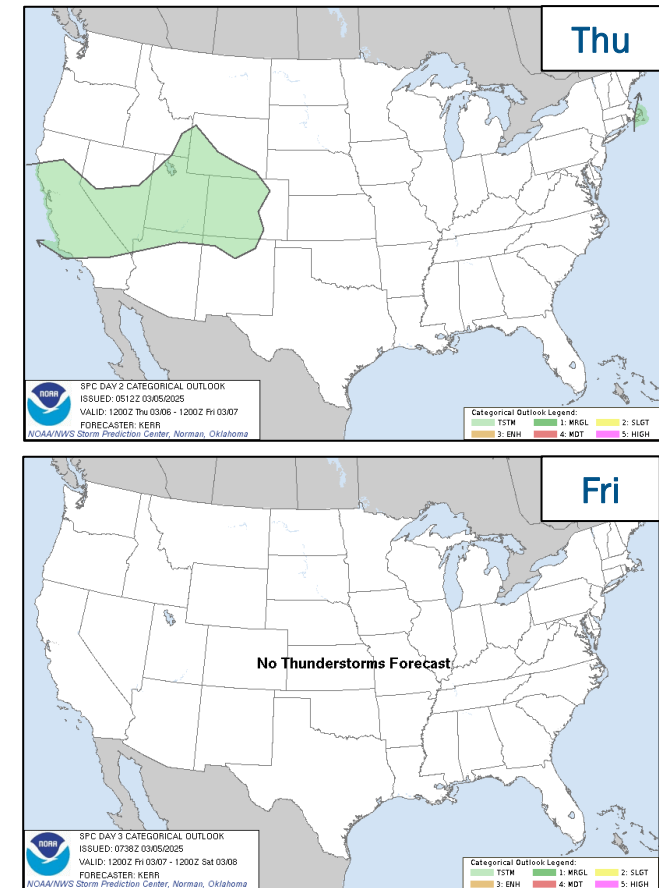 Thu
NOAA
SPC DAY 2 CATEGORICAL OUTLOOK
ISSUED: 0512Z 03/05/2025
VALID: 1200Z Thu 03/06 - 1200Z Fri 03/07
FORECASTER: KERR
NOAA/NWS Storm Prediction Center, Norman, Oklahoma
Categorical Outlook Legend:
TSTM 1: MRGL 2: SLGT
3: ENH 4: MDT 5: HIGH
Fri
No Thunderstorms Forecast
NOAA
SPC DAY 3 CATEGORICAL OUTLOOK
ISSUED: 0738Z 03/05/2025
VALID: 1200Z Fri 03/07 - 1200Z Sat 03/08
FORECASTER: KERR
NOAA/NWS Storm Prediction Center, Norman, Oklahoma
Categorical Outlook Legend:
TSTM 1: MRGL 2: SLGT
3: ENH 4: MDT 5: HIGH